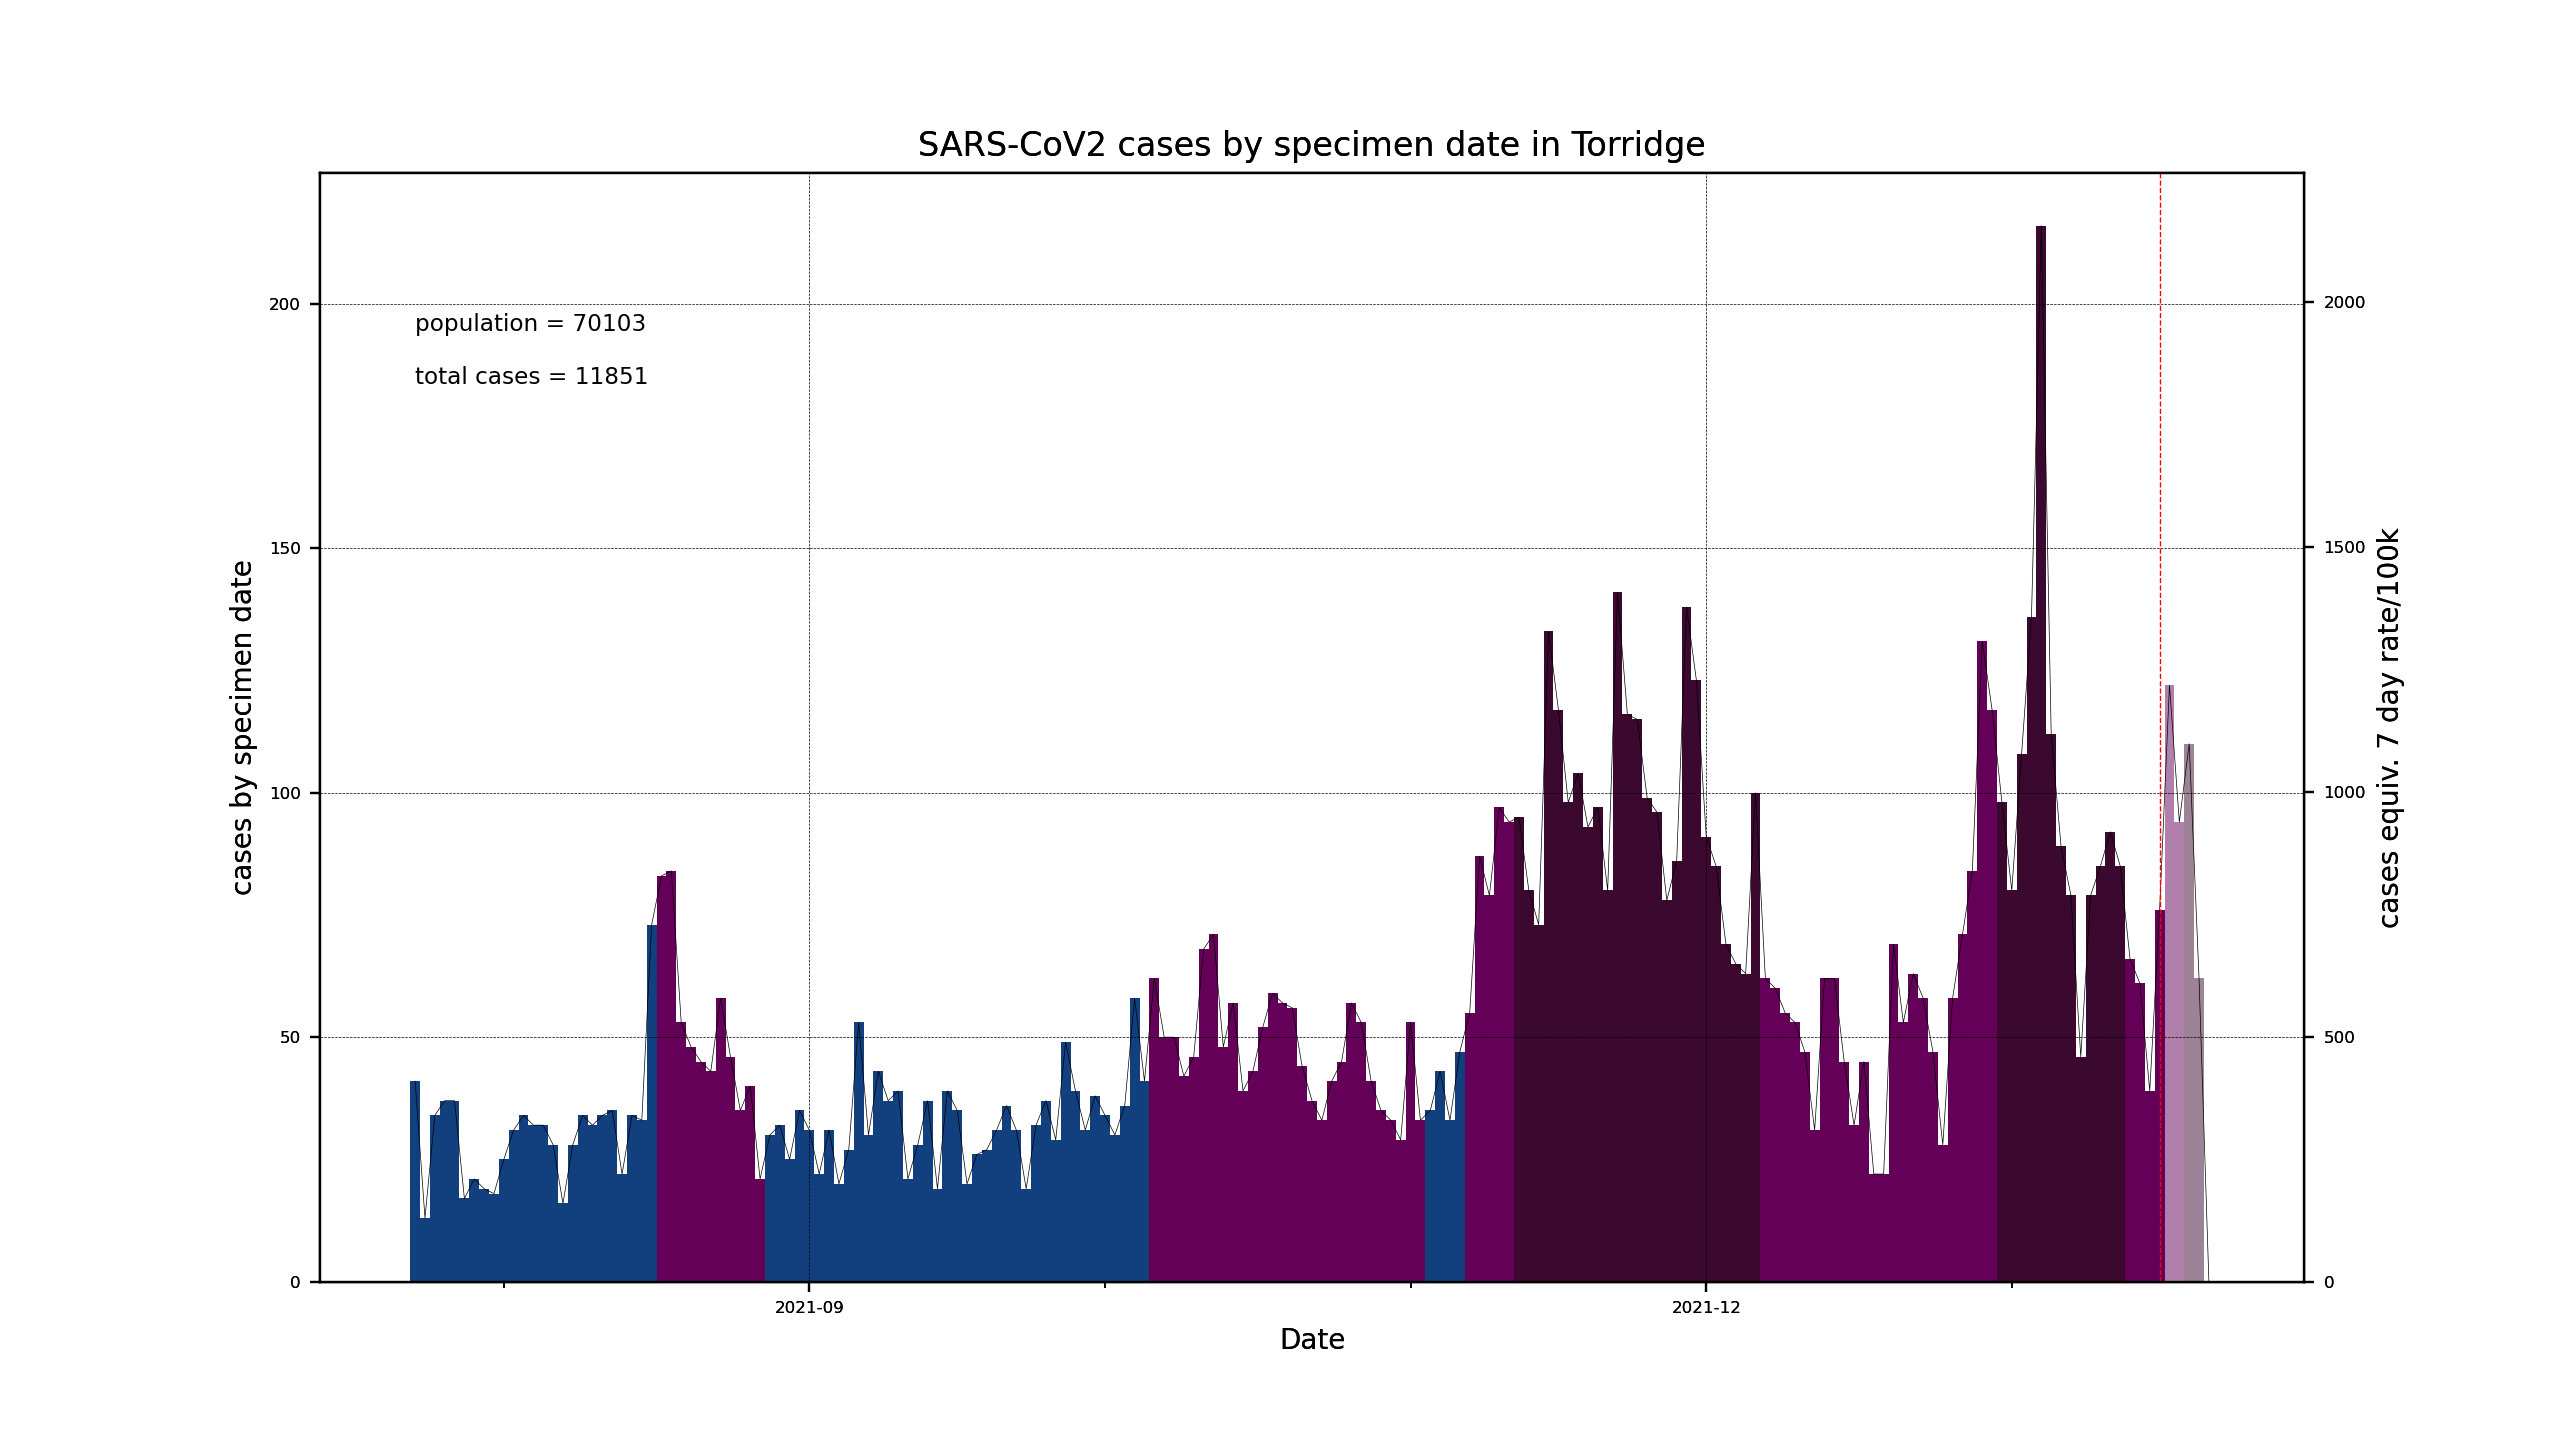 SARS-CoV2 cases by specimen date in Torridge
population = 70103
total cases = 11851
cases by specimen date
200
150
100
50
0
2000
1500
1000
500
0
cases equiv. 7 day rate/100k
2021-09
2021-12
Date